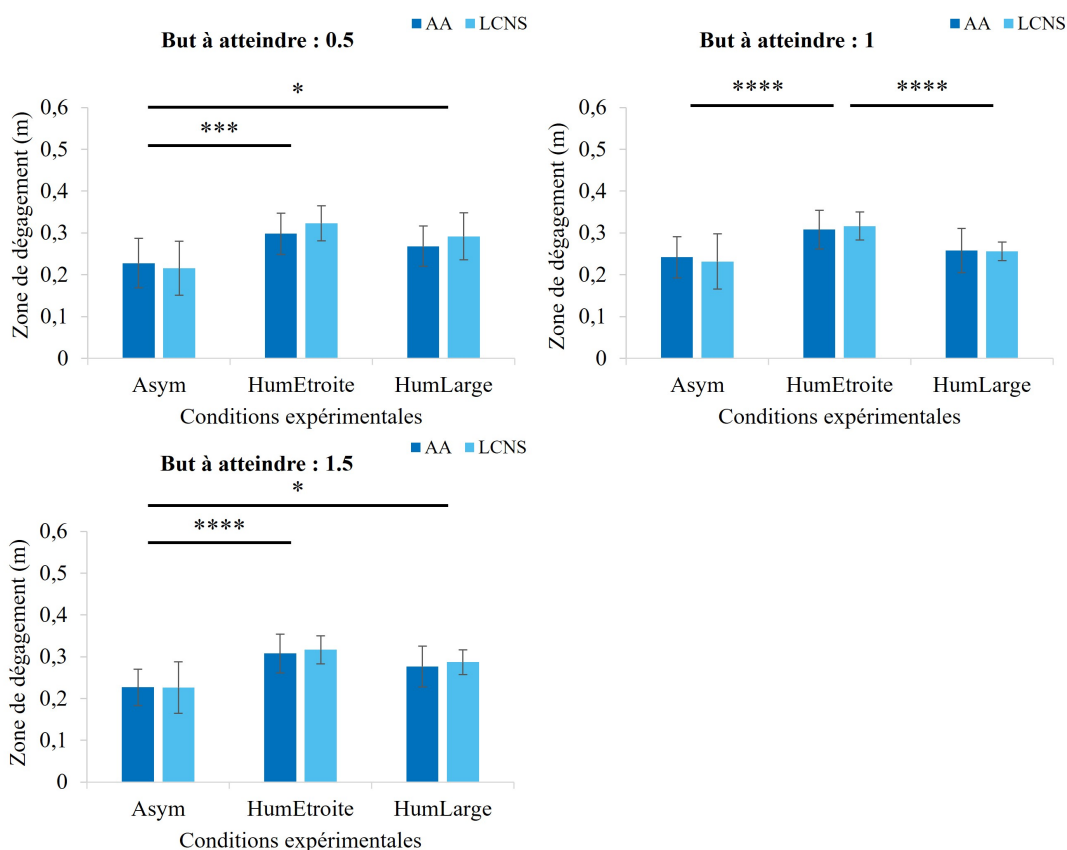 AA LCNS
But à atteindre : 0.5
*
***
Zone de dégagement (m)
0,6
0,5
0,4
0,3
0,2
0,1
0
Asym HumEtroite HumLarge
Conditions expérimentales
AA LCNS
But à atteindre : 1
**** ****
Zone de dégagement (m)
0,6
0,5
0,4
0,3
0,2
0,1
0
Asym HumEtroite HumLarge
Conditions expérimentales
AA LCNS
But à atteindre : 1.5
*
****
Zone de dégagement (m)
0,6
0,5
0,4
0,3
0,2
0,1
0
Asym HumEtroite HumLarge
Conditions expérimentales